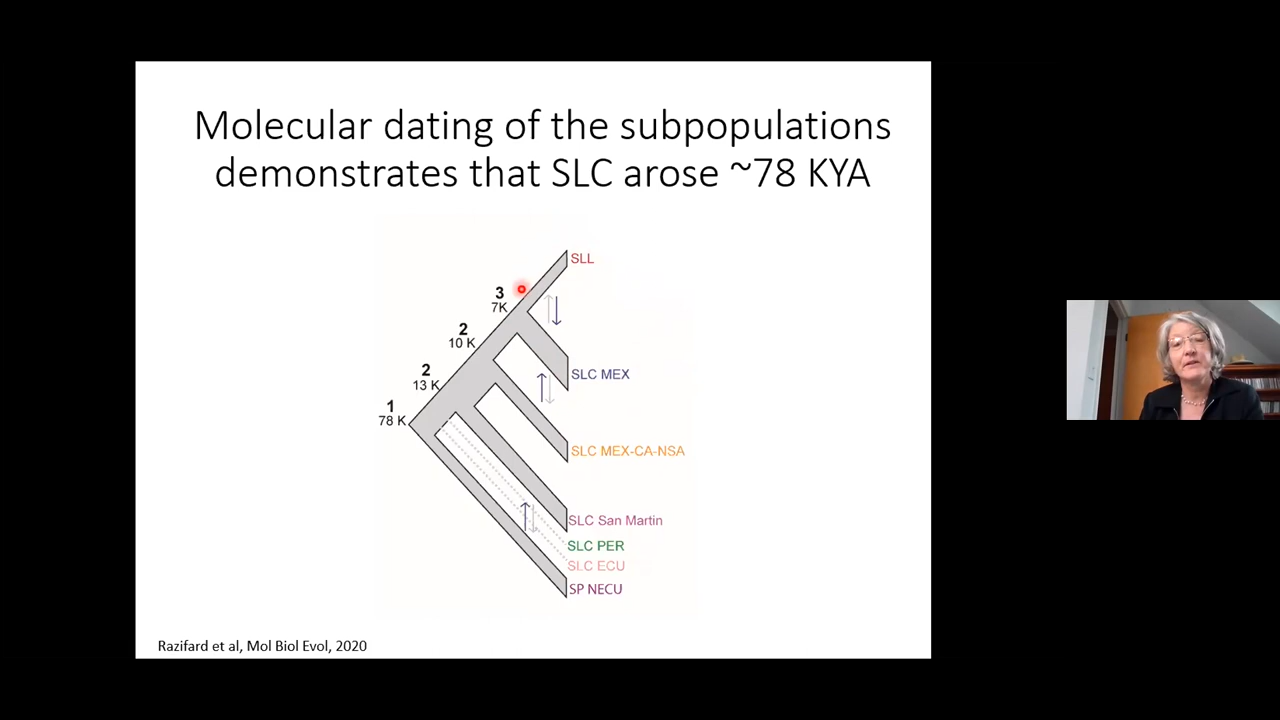 Molecular dating of the subpopulations
demonstrates that SLC arose ~78 KYA
SLL
3
7K
2
10 K
SLC MEX
2
13 K
1
78 K
SLC MEX-CA-NSA
SLC San Martin
SLC PER
SLC ECU
SP NECU
Razifard et al, Mol Biol Evol, 2020